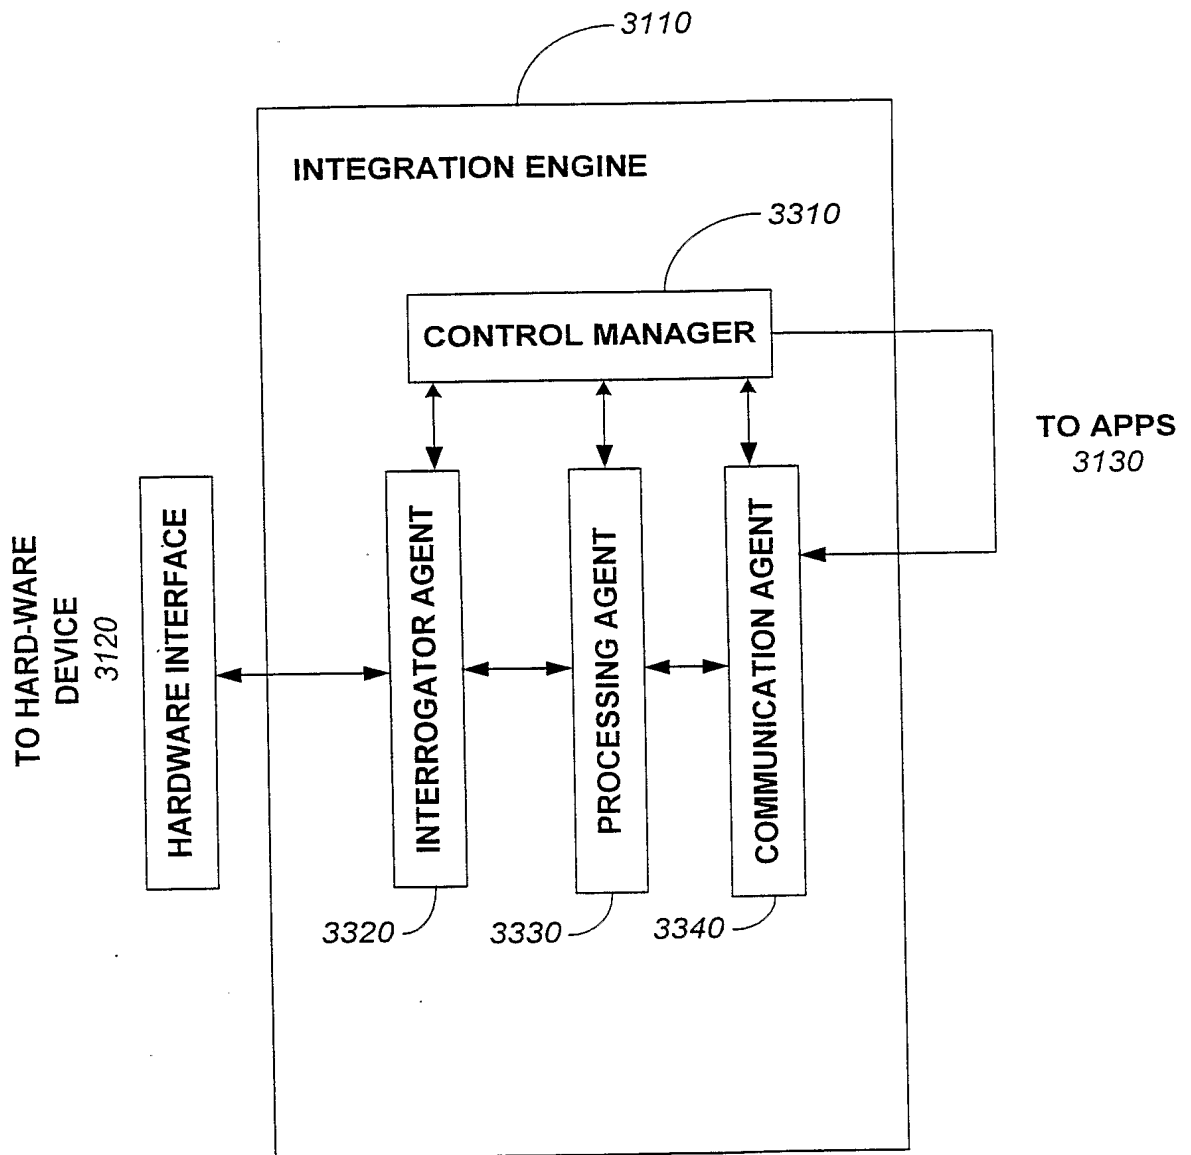 3110
INTEGRATION ENGINE
3310
CONTROL MANAGER
TO APPS
3130
TO HARD-WARE
DEVICE
3120
HARDWARE INTERFACE
INTERROGATOR AGENT
PROCESSING AGENT
COMMUNICATION AGENT
3320
3330
3340